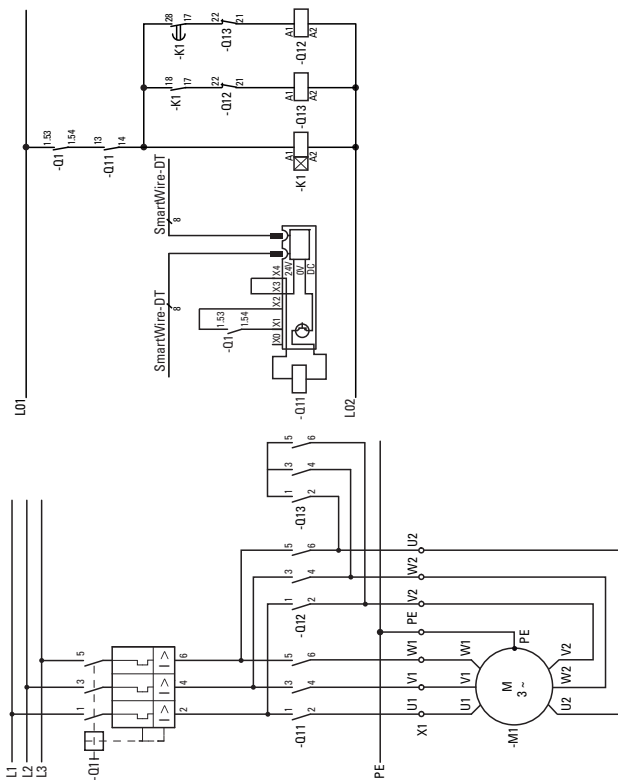 L01
1.53
1.54
-Q1
13
14
-Q11
28
17
-K1
22
21
-Q13
A1
A2
-Q12
18
17
-K1
22
21
-Q12
A1
A2
-Q13
A1
A2
-K1
SmartWire-DT
8
SmartWire-DT
8
1.53
1.54
-Q1
X0
X1
X2
X3
X4
24V
0V
DC
-Q11
L02
L1
L2
L3
-Q1
1
3
5
I>
I>
I>
2
4
6
-Q11
1
2
3
4
5
6
-Q12
1
2
3
4
5
6
-Q13
1
2
3
4
5
6
PE
X1
U1
V1
W1
PE
V2
W2
U2
U1
V1
W1
PE
M
3 ~
-M1
U2
W2
V2